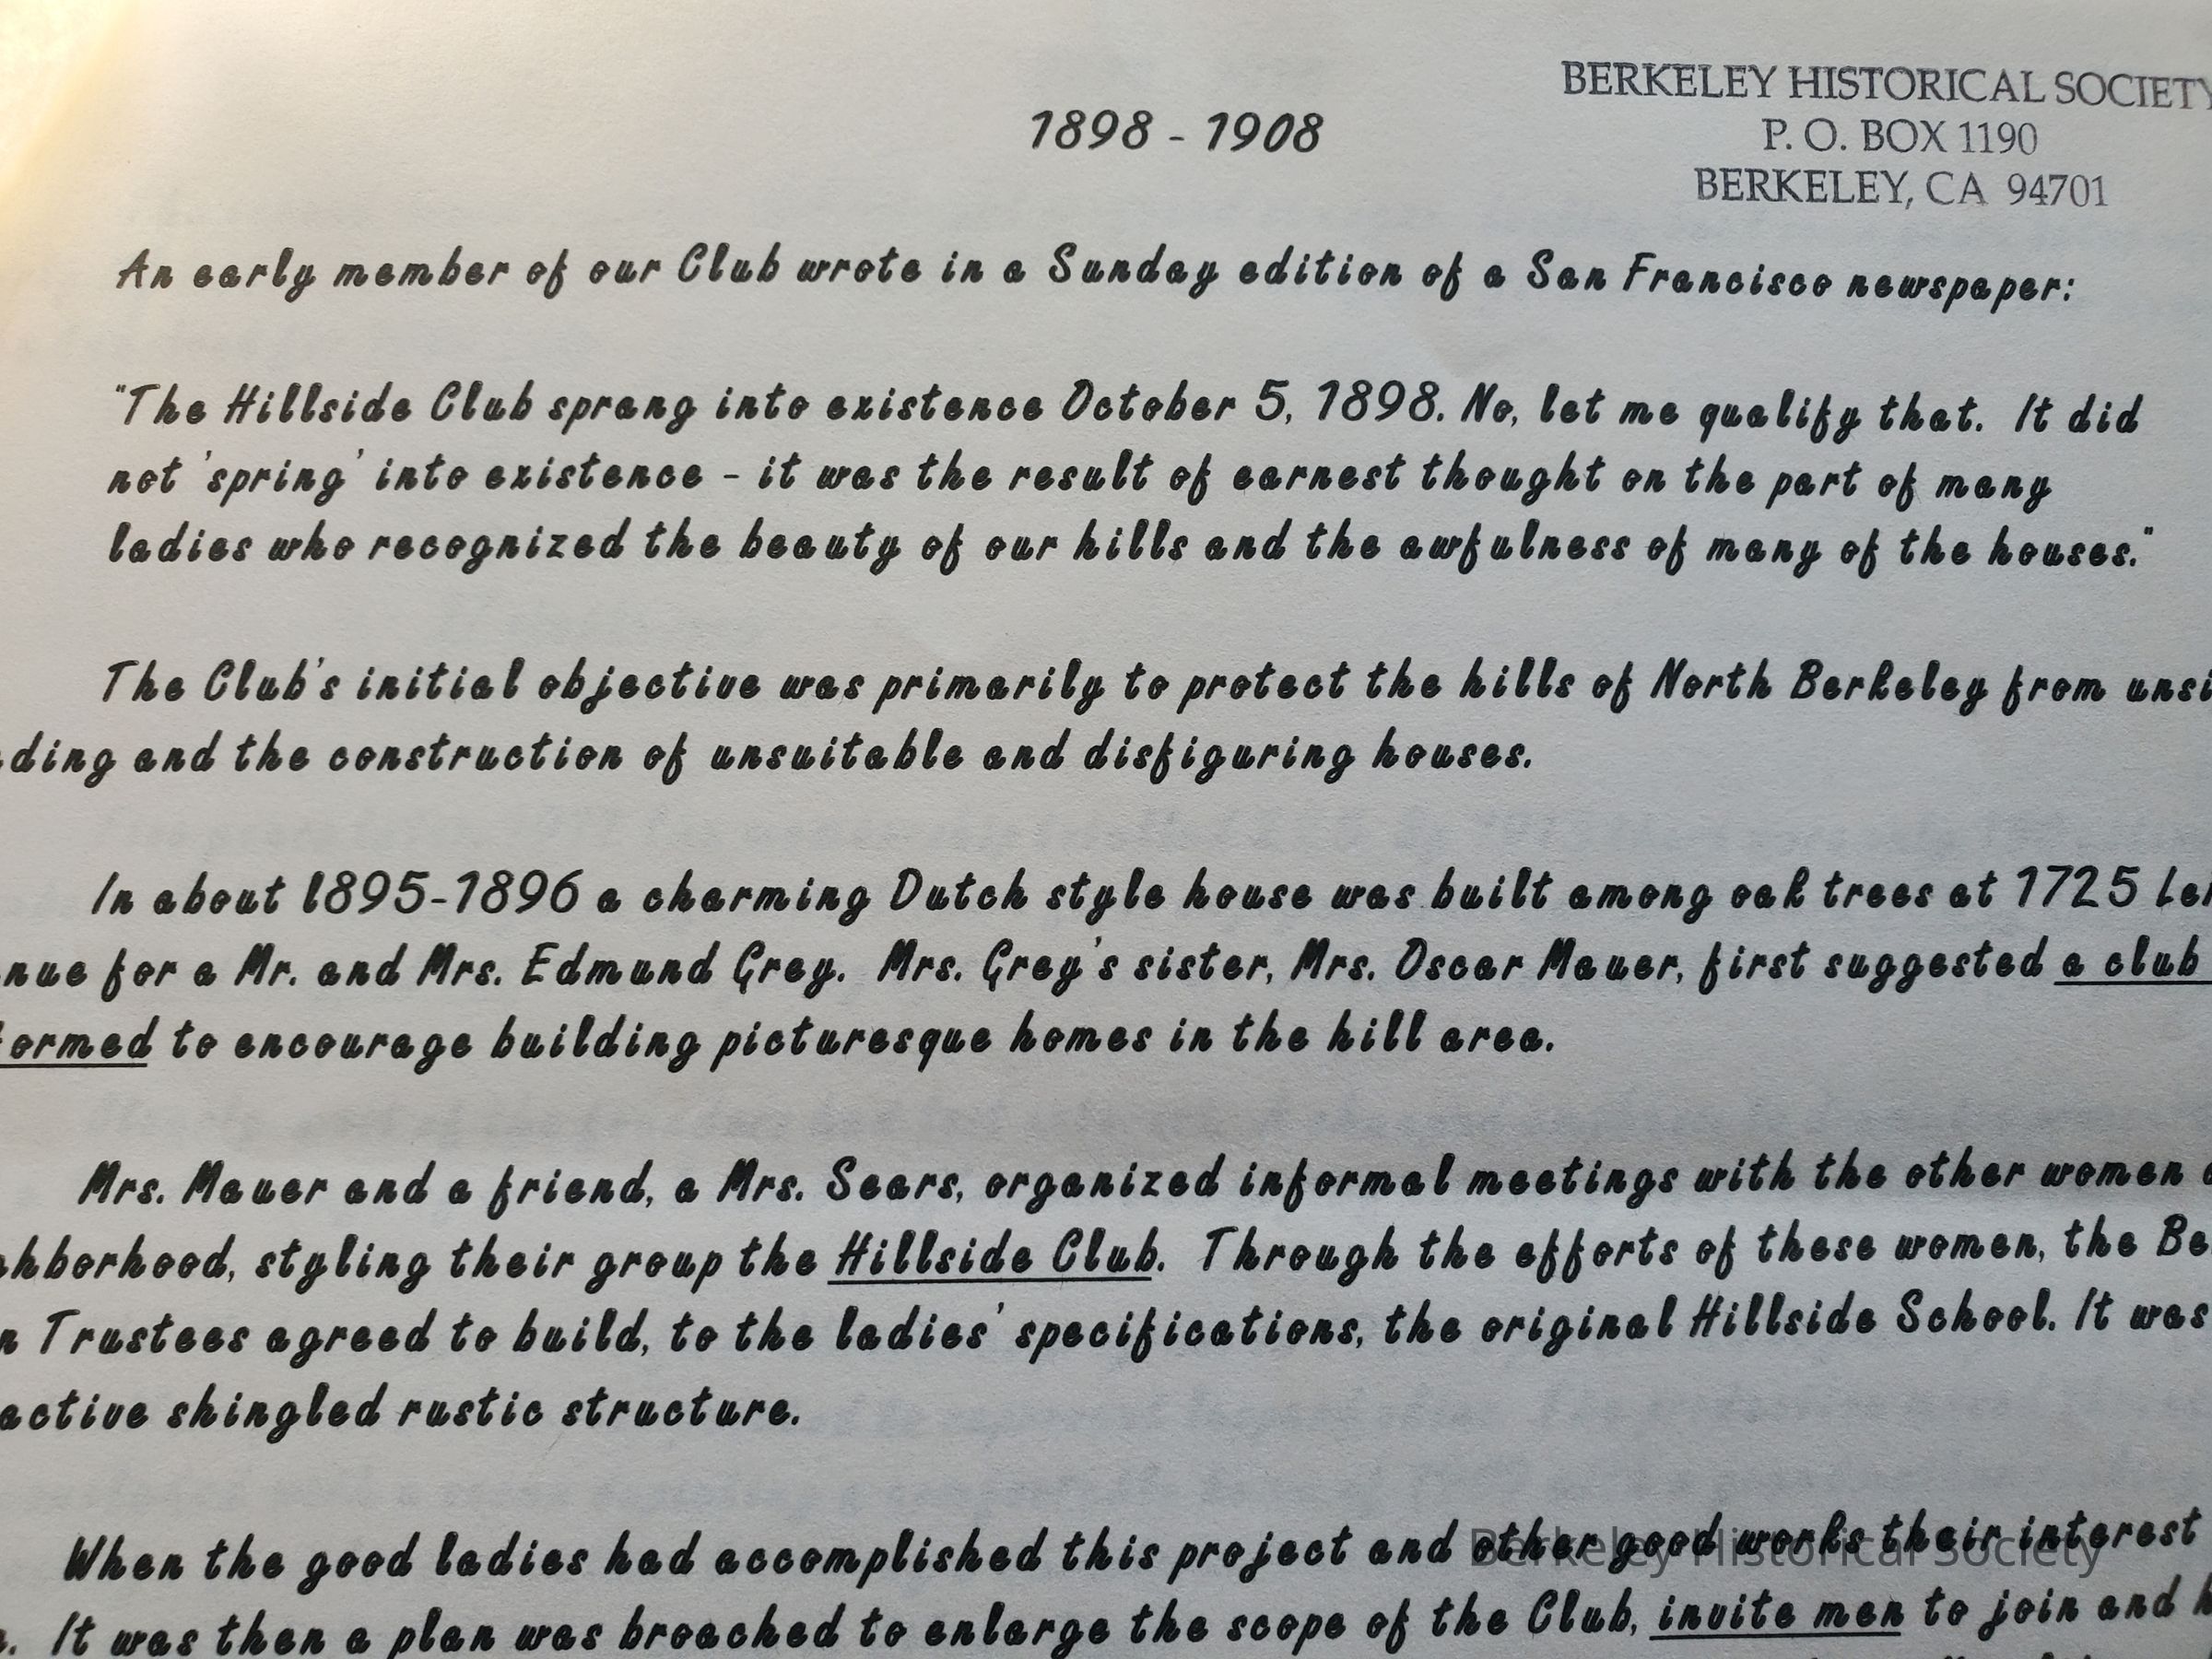 BERKELEY HISTORICAL SOCIETY
P. O. BOX 1190
BERKELEY, CA 94701
1898 - 1908
An early member of our Club wrote in a Sunday edition of a San Francisco newspaper:
"The Hillside Club sprang into existence October 5, 1898. No, let me qualify that. It did
not 'spring' into existence - it was the result of earnest thought on the part of many
ladies who recognized the beauty of our hills and the awfulness of many of the houses."
The Club's initial objective was primarily to protect the hills of North Berkeley from unsi
ding and the construction of unsuitable and disfiguring houses.
In about 1895-1896 a charming Dutch style house was built among oak trees at 1725 Le
nue for a Mr. and Mrs. Edmund Grey. Mrs. Grey's sister, Mrs. Oscar Mauer, first suggested a club
ormed to encourage building picturesque homes in the hill area.
Mrs. Mauer and a friend, a Mrs. Sears, organized informal meetings with the other women
hborhood, styling their group the Hillside Club. Through the efforts of these women, the Be
n Trustees agreed to build, to the ladies' specifications, the original Hillside School. It was
active shingled rustic structure.
When the good ladies had accomplished this project and other good works their interest
. It was then a plan was broached to enlarge the scope of the Club, invite men to join and h
Berkeley Historical Society